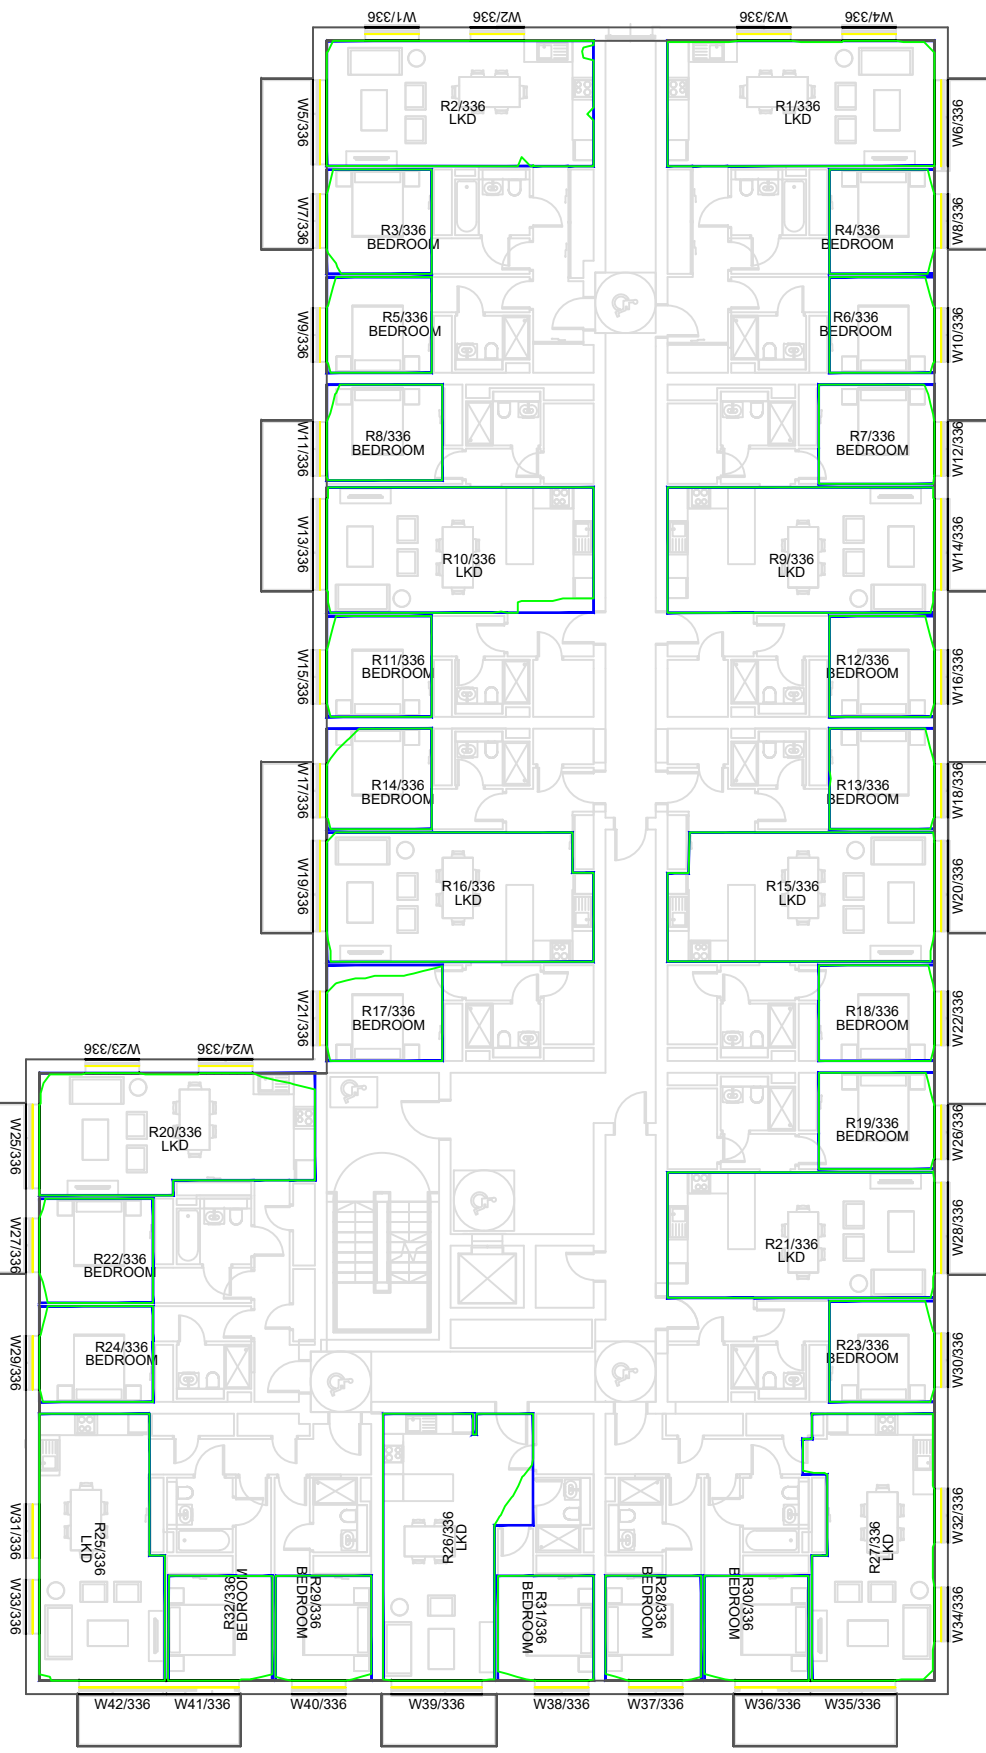 W1/336
W2/336
W3/336
W4/336
W5/336
R2/336
LKD
R1/336
LKD
W6/336
W7/336
R3/336
BEDROOM
R4/336
BEDROOM
W8/336
W9/336
R5/336
BEDROOM
R6/336
BEDROOM
W10/336
W11/336
R8/336
BEDROOM
R7/336
BEDROOM
W12/336
W13/336
R10/336
LKD
R9/336
LKD
W14/336
W15/336
R11/336
BEDROOM
R12/336
BEDROOM
W16/336
W17/336
R14/336
BEDROOM
R13/336
BEDROOM
W18/336
W19/336
R16/336
LKD
R15/336
LKD
W20/336
W21/336
R17/336
BEDROOM
R18/336
BEDROOM
W22/336
W23/336
W24/336
W25/336
R20/336
LKD
R19/336
BEDROOM
W26/336
W27/336
R22/336
BEDROOM
R21/336
LKD
W28/336
W29/336
R24/336
BEDROOM
R23/336
BEDROOM
W30/336
W31/336
R25/336
LKD
R26/336
LKD
R27/336
LKD
W32/336
W33/336
R32/336
BEDROOM
R29/336
BEDROOM
R31/336
BEDROOM
R28/336
BEDROOM
R30/336
BEDROOM
W34/336
W42/336
W41/336
W40/336
W39/336
W38/336
W37/336
W36/336
W35/336